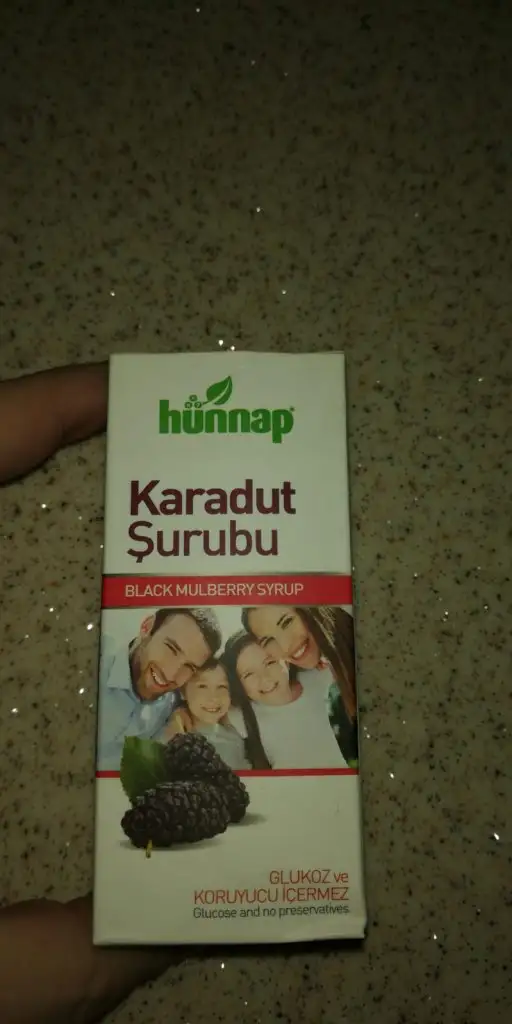 hünnap
Karadut
Şurubu
BLACK MULBERRY SYRUP
GLUKOZ ve
KORUYUCU İÇERMEZ
Glucose and no preservatives